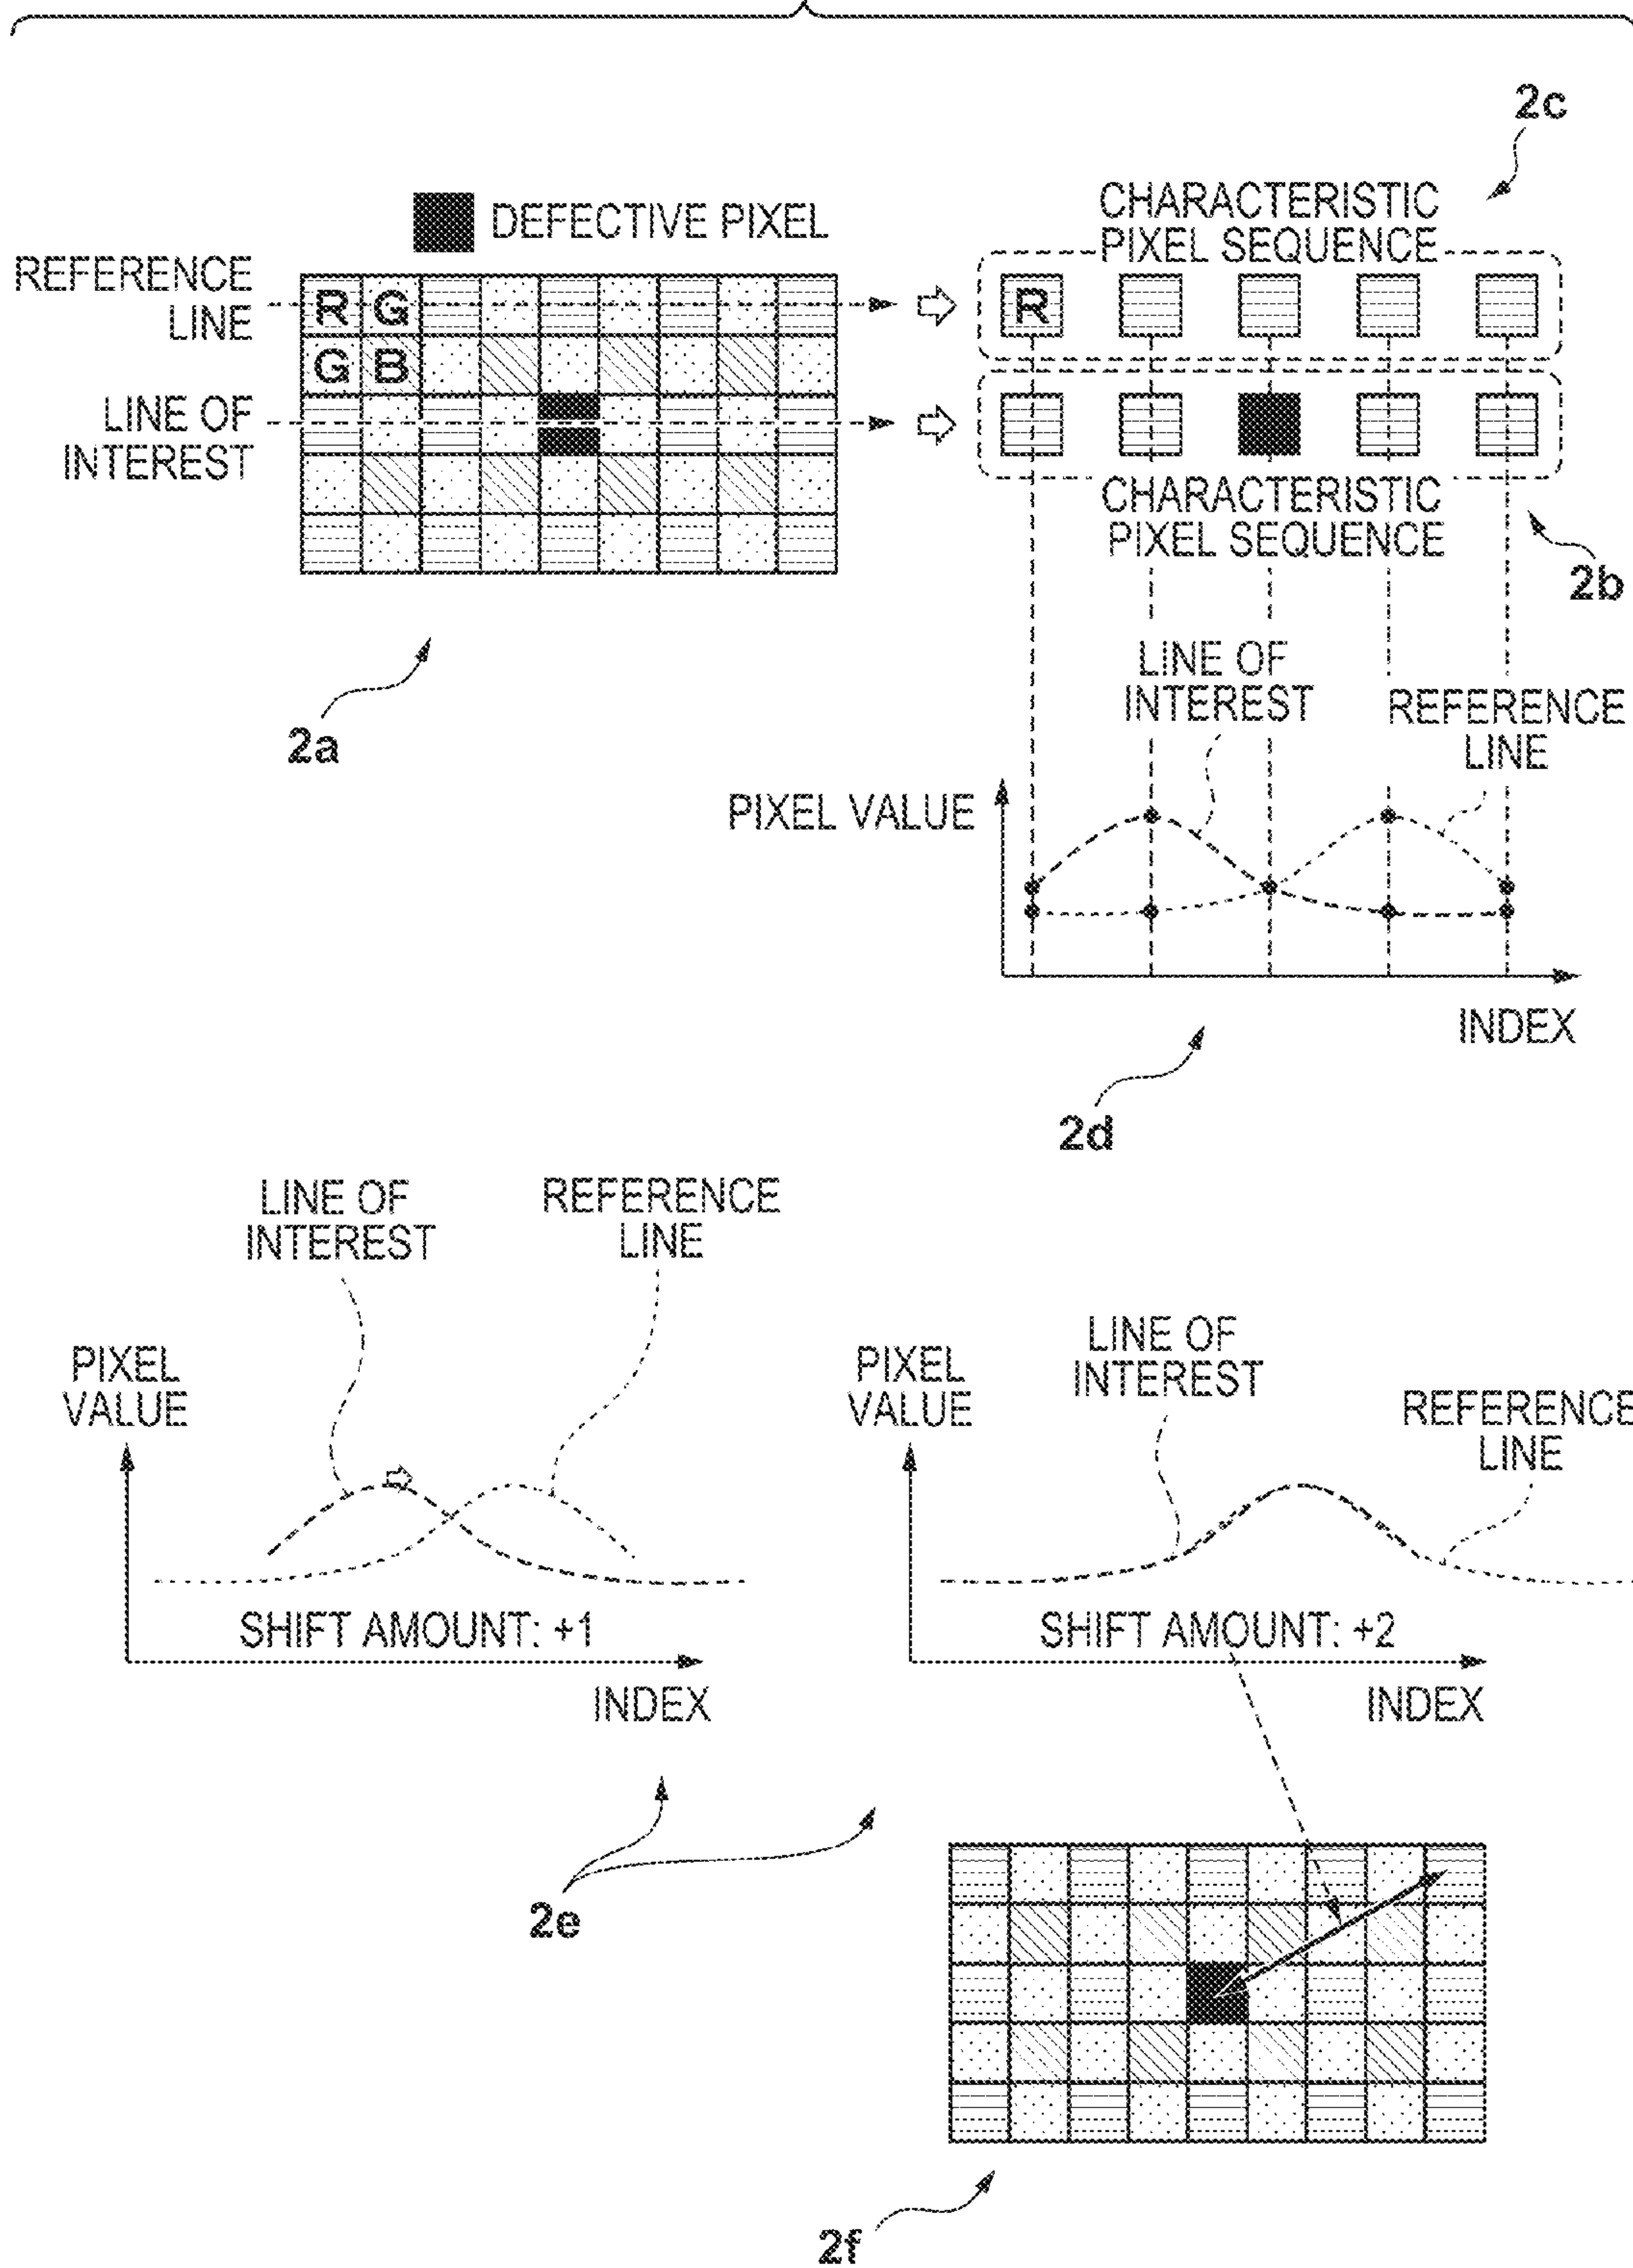 2c
CHARACTERISTIC
PIXEL SEQUENCE
DEFECTIVE PIXEL
REFERENCE
LINE
R G
R
G B
LINE OF
INTEREST
CHARACTERISTIC
PIXEL SEQUENCE
2b
2a
LINE OF
INTEREST
REFERENCE
LINE
PIXEL VALUE
INDEX
2d
LINE OF
INTEREST
REFERENCE
LINE
PIXEL
VALUE
SHIFT AMOUNT: +1
INDEX
LINE OF
INTEREST
PIXEL
VALUE
REFERENCE
LINE
SHIFT AMOUNT: +2
INDEX
2e
2f